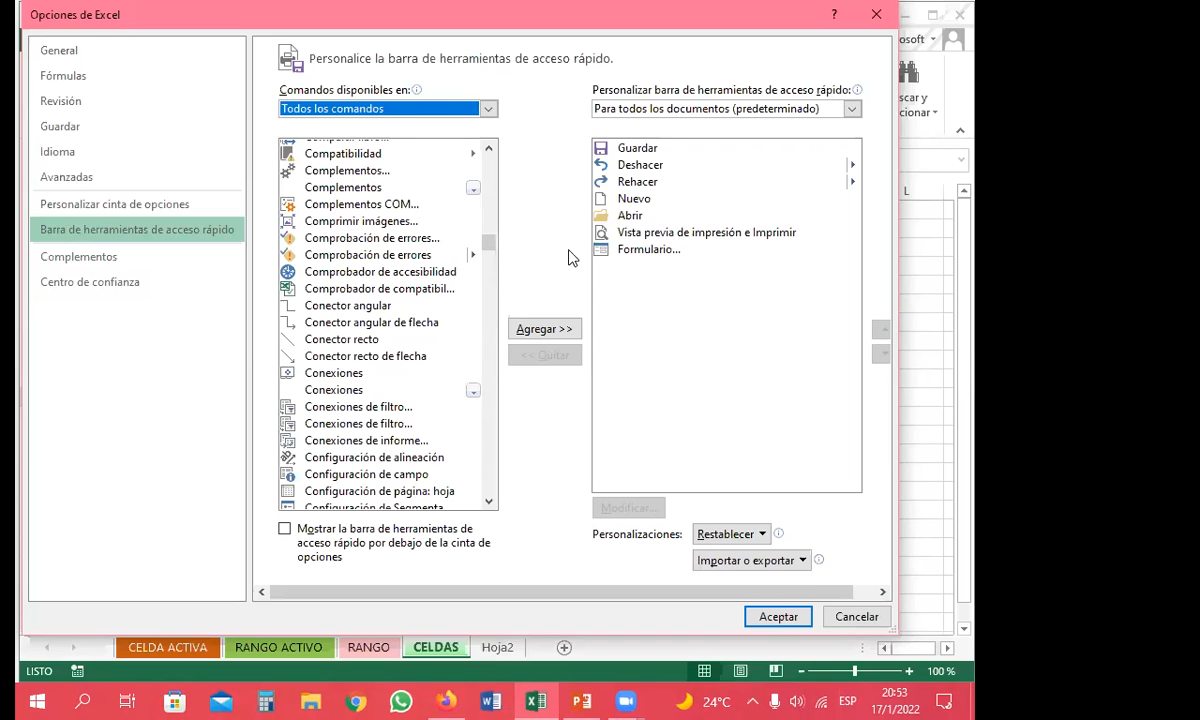 Opciones de Excel
?
General
Fórmulas
Revisión
Guardar
Idioma
Avanzadas
Personalizar cinta de opciones
Barra de herramientas de acceso rápido
Complementos
Centro de confianza
Personalice la barra de herramientas de acceso rápido.
Comandos disponibles en:
Todos los comandos
Compatibilidad
Complementos...
Complementos
Complementos COM...
Comprimir imágenes...
Comprobación de errores...
Comprobación de errores
Comprobador de accesibilidad
Comprobador de compatibil...
Conector angular
Conector angular de flecha
Conector recto
Conector recto de flecha
Conexiones
Conexiones
Conexiones de filtro...
Conexiones de filtro...
Conexiones de informe...
Configuración de alineación
Configuración de campo
Configuración de página: hoja
Configuración de Segmenta
Mostrar la barra de herramientas de
acceso rápido por debajo de la cinta de
opciones
Agregar >>
<< Quitar
Personalizar barra de herramientas de acceso rápido:
Para todos los documentos (predeterminado)
Guardar
Deshacer
Rehacer
Nuevo
Abrir
Vista previa de impresión e Imprimir
Formulario...
Modificar...
Personalizaciones:
Restablecer
Importar o exportar
Aceptar
Cancelar
osoft
scar y
cionar
L
CELDA ACTIVA
RANGO ACTIVO
RANGO
CELDAS
Hoja2
LISTO
100 %
24°C
ESP
20:53
17/1/2022